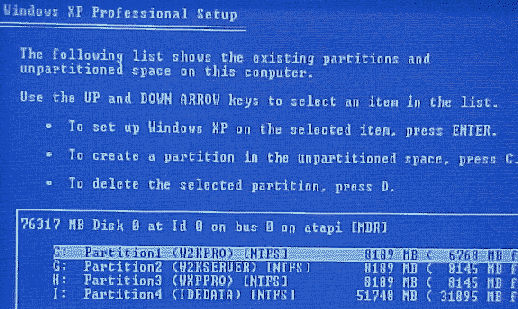 Windows XP Professional Setup
The following list shows the existing partitions and
unpartitioned space on this computer.
Use the UP and DOWN ARROW keys to select an item in the list.
• To set up Windows XP on the selected item, press ENTER.
• To create a partition in the unpartitioned space, press C.
• To delete the selected partition, press D.
76317 MB Disk 0 at Id 0 on bus 0 on atapi [MBR]
Partition1 (W2KPRO) [NTFS] 8189 MB ( 6768 MB f
G: Partition2 (W2KSERVER) [NTFS] 8189 MB ( 8145 MB f
H: Partition3 (WXPPRO) [NTFS] 8189 MB ( 8145 MB f
I: Partition4 (IDEDATA) [NTFS] 51748 MB ( 31895 MB f